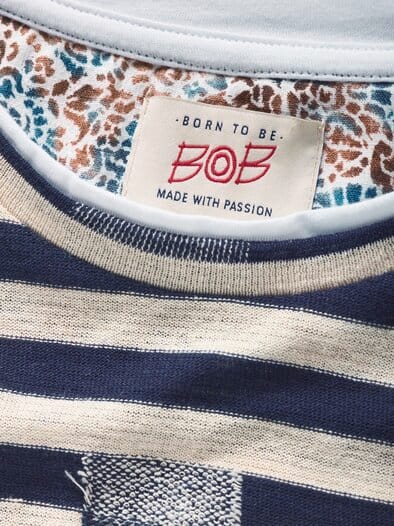 ·BORN TO BE·
BOB
MADE WITH PASSION